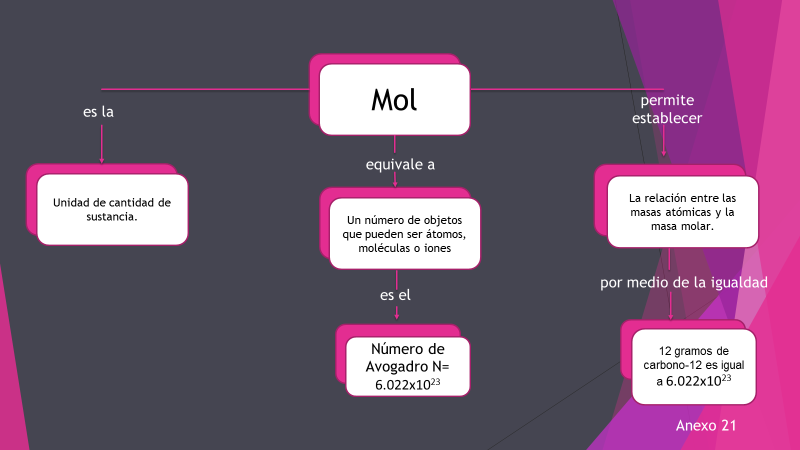 Mol
es la
Unidad de cantidad de
sustancia.
equivale a
Un número de objetos
que pueden ser átomos,
moléculas o iones
es el
Número de
Avogadro N=
6.022x10²³
permite
establecer
La relación entre las
masas atómicas y la
masa molar.
por medio de la igualdad
12 gramos de
carbono-12 es igual
a 6.022x10²³
Anexo 21